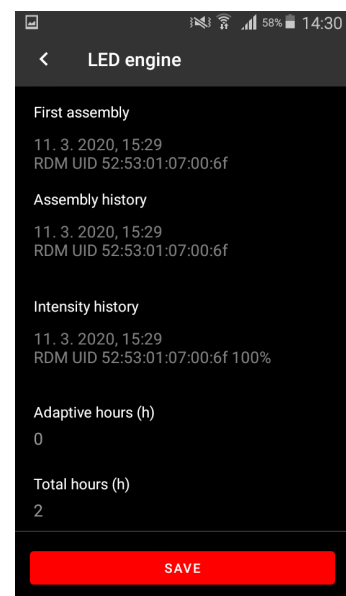 58% 14:30
LED engine
First assembly
11. 3. 2020, 15:29
RDM UID 52:53:01:07:00:6f
Assembly history
11. 3. 2020, 15:29
RDM UID 52:53:01:07:00:6f
Intensity history
11. 3. 2020, 15:29
RDM UID 52:53:01:07:00:6f 100%
Adaptive hours (h)
0
Total hours (h)
2
SAVE